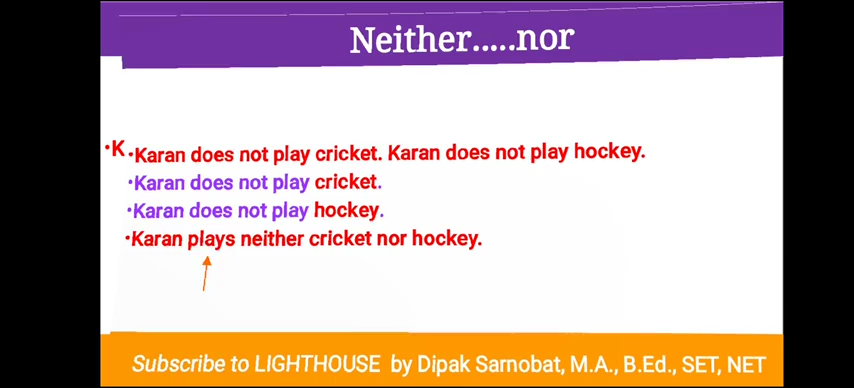 Neither.....nor
•K
•Karan does not play cricket. Karan does not play hockey.
•Karan does not play cricket.
•Karan does not play hockey.
•Karan plays neither cricket nor hockey.
Subscribe to LIGHTHOUSE by Dipak Sarnobat, M.A., B.Ed., SET, NET